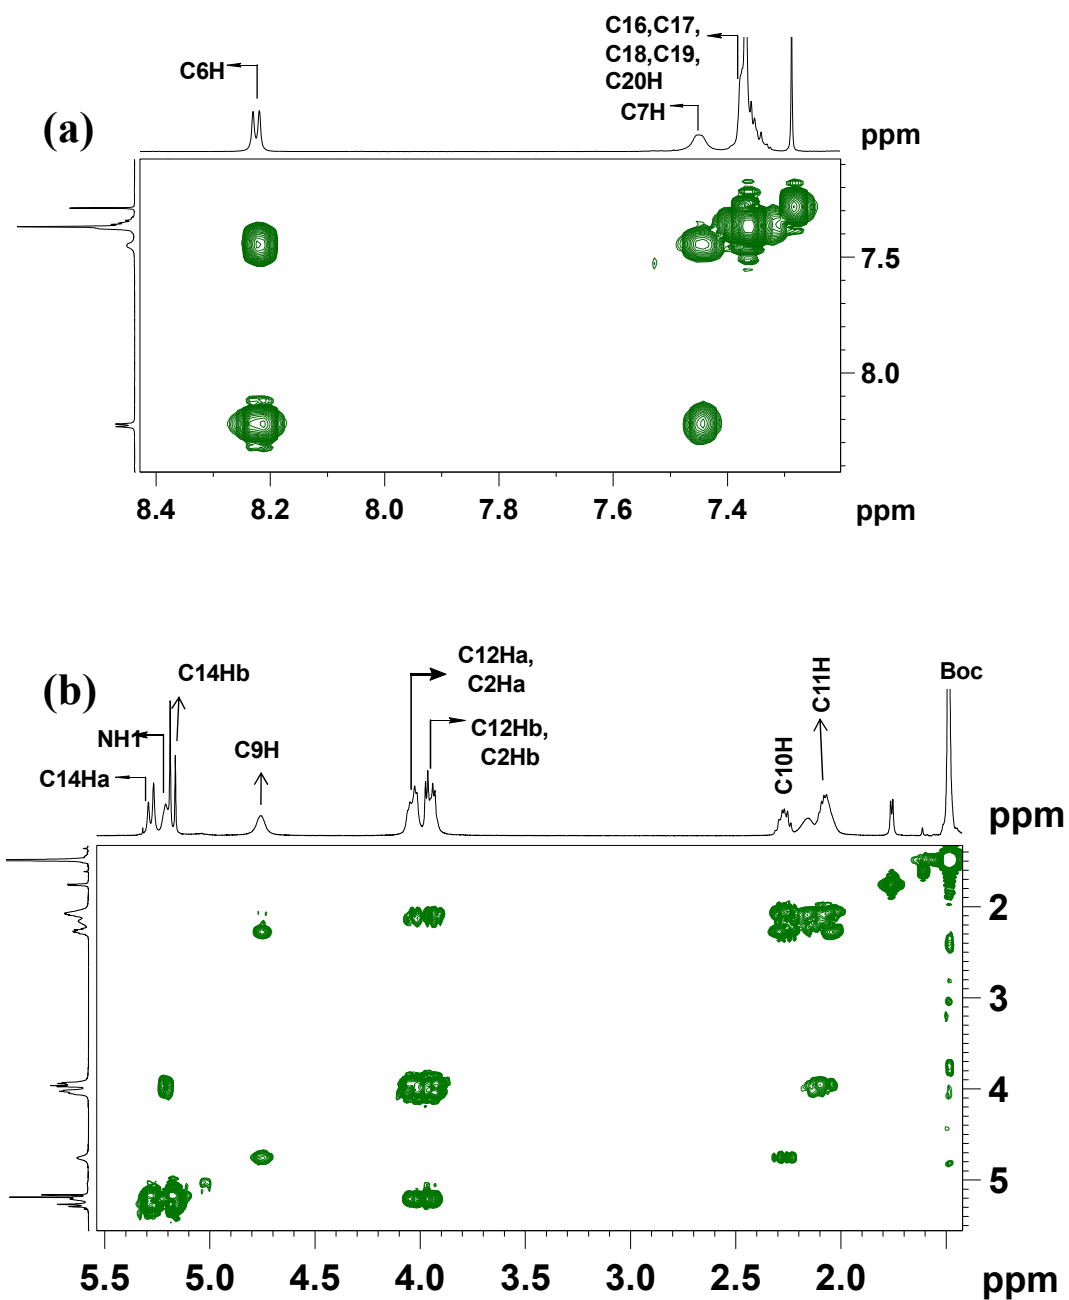 C16,C17,
C18,C19,
C20H
C6H
C7H
(a)
ppm
7.5
8.0
8.4 8.2 8.0 7.8 7.6 7.4 ppm
C12Ha,
C2Ha
C14Hb
(b)
C11H
Boc
C12Hb,
C2Hb
NH1
C9H
C10H
C14Ha
ppm
2
3
4
5
5.5 5.0 4.5 4.0 3.5 3.0 2.5 2.0 ppm